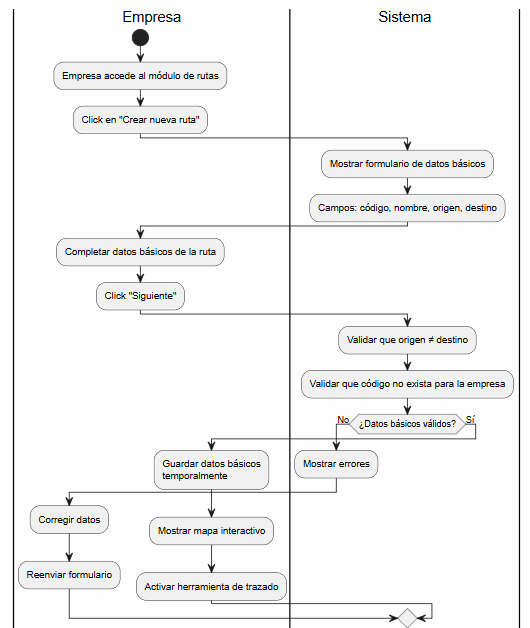 Empresa
Sistema
Empresa accede al módulo de rutas
Click en "Crear nueva ruta"
Mostrar formulario de datos básicos
Campos: código, nombre, origen, destino
Completar datos básicos de la ruta
Click "Siguiente"
Validar que origen ≠ destino
Validar que código no exista para la empresa
No
¿Datos básicos válidos?
Sí
Guardar datos básicos
temporalmente
Mostrar errores
Corregir datos
Mostrar mapa interactivo
Reenviar formulario
Activar herramienta de trazado